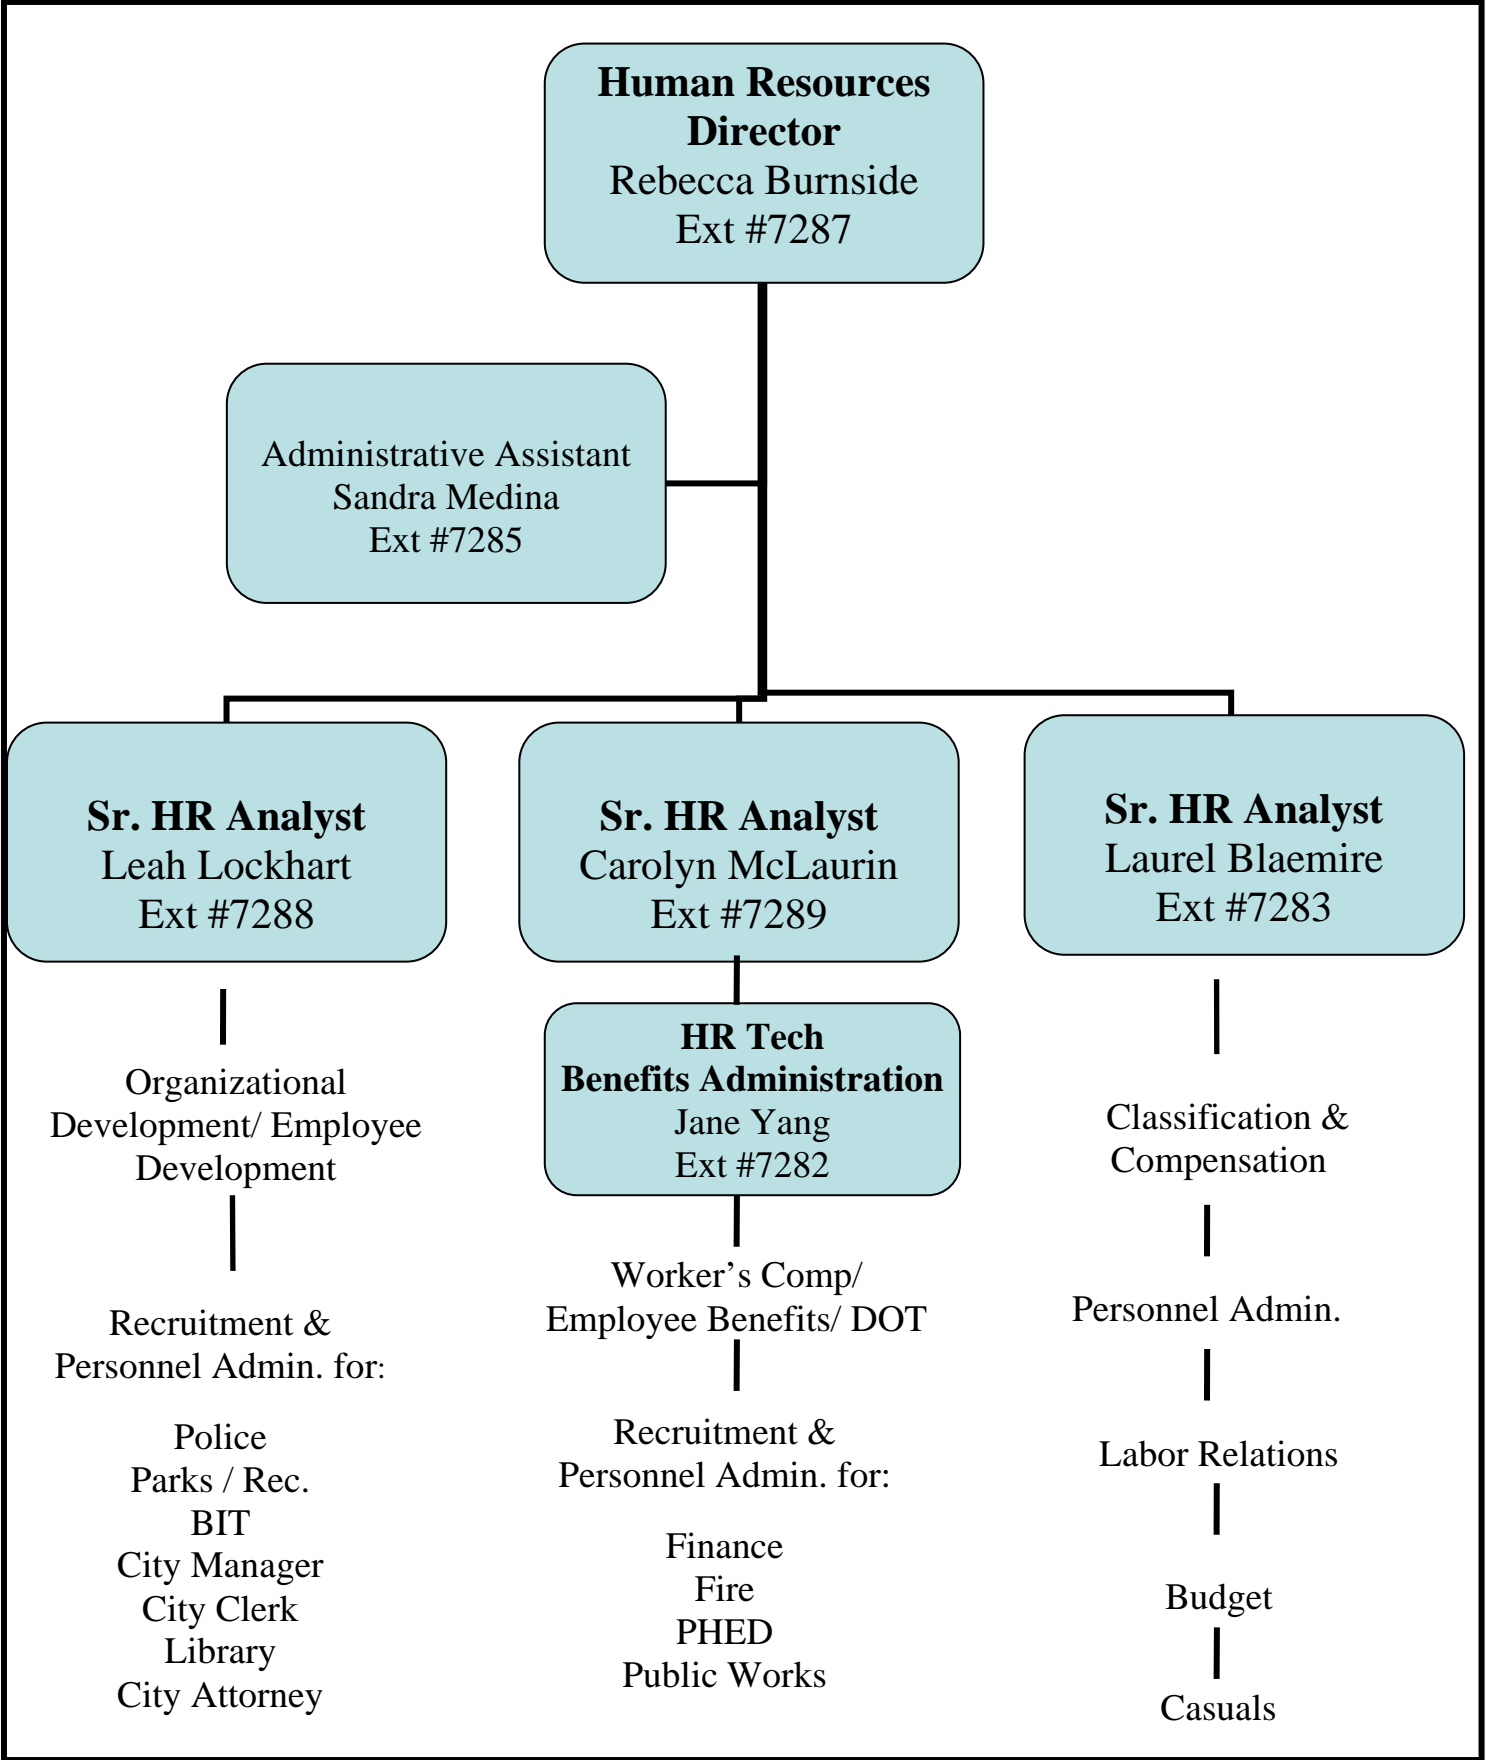 Human Resources
Director
Rebecca Burnside
Ext #7287
Administrative Assistant
Sandra Medina
Ext #7285
Sr. HR Analyst
Leah Lockhart
Ext #7288
Organizational
Development/ Employee
Development
Recruitment &
Personnel Admin. for:
Police
Parks / Rec.
BIT
City Manager
City Clerk
Library
City Attorney
Sr. HR Analyst
Carolyn McLaurin
Ext #7289
HR Tech
Benefits Administration
Jane Yang
Ext #7282
Worker’s Comp/
Employee Benefits/ DOT
Recruitment &
Personnel Admin. for:
Finance
Fire
PHED
Public Works
Sr. HR Analyst
Laurel Blaemire
Ext #7283
Classification &
Compensation
Personnel Admin.
Labor Relations
Budget
Casuals